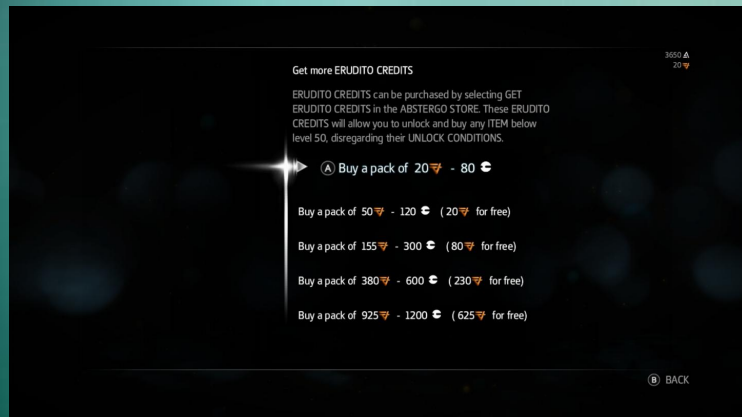 3650
20
Get more ERUDITO CREDITS
ERUDITO CREDITS can be purchased by selecting GET
ERUDITO CREDITS in the ABSTERGO STORE. These ERUDITO
CREDITS will allow you to unlock and buy any ITEM below
level 50, disregarding their UNLOCK CONDITIONS.
A Buy a pack of 20 - 80
Buy a pack of 50 - 120 (20 for free)
Buy a pack of 155 - 300 (80 for free)
Buy a pack of 380 - 600 (230 for free)
Buy a pack of 925 - 1200 (625 for free)
B BACK